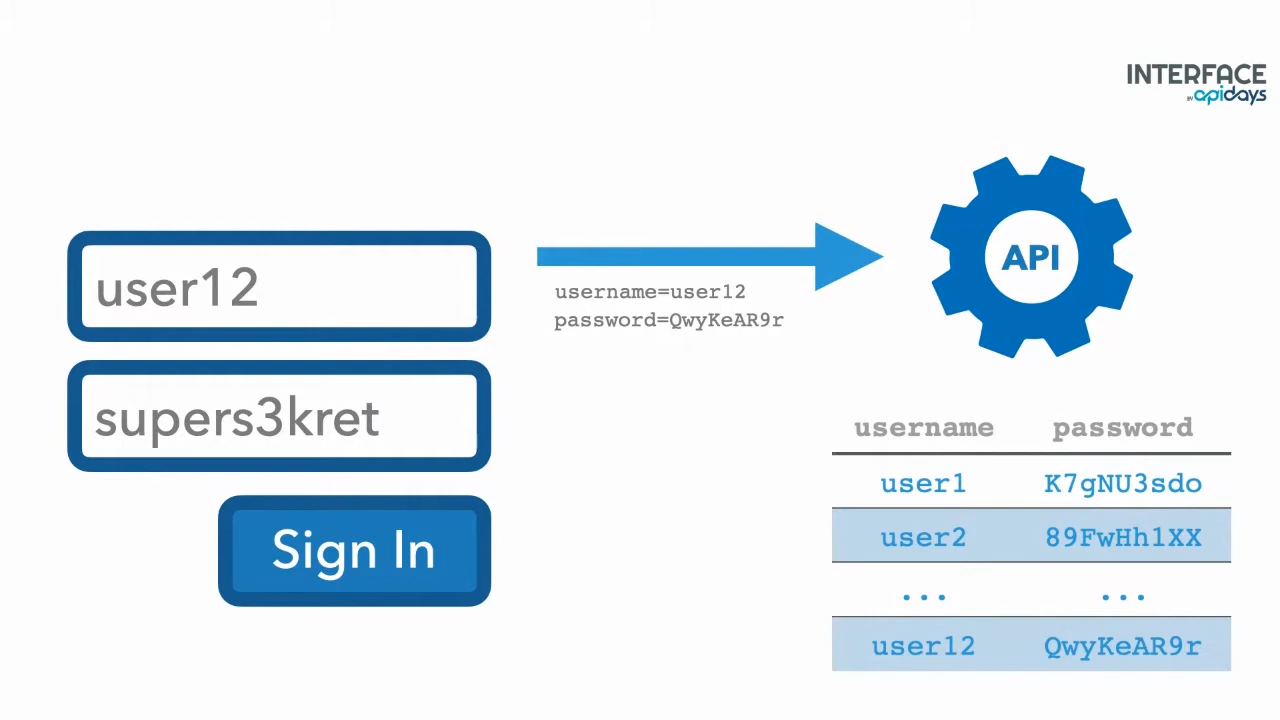 INTERFACE
BY apidays
user12
supers3kret
Sign In
username=user12
password=QwyKeAR9r
API
username password
user1 K7gNU3sdo
user2 89FwHh1XX
... ...
user12 QwyKeAR9r